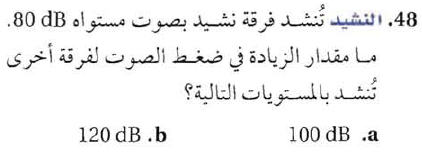 48. النشيد تُنشد فرقة نشيد بصوت مستواه 80 dB.
ما مقدار الزيادة في ضغط الصوت لفرقة أخرى
تُنشد بالمستويات التالية؟
a. 100 dB b. 120 dB